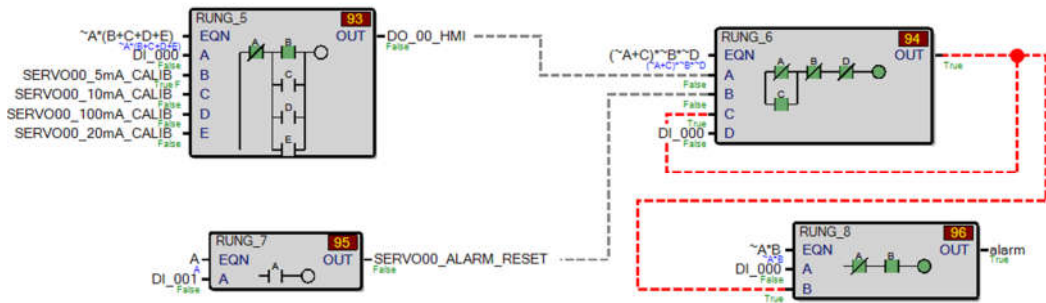 RUNG_5 93
~A*(B+C+D+E) EQN OUT DO_00_HMI
~A*(B+C+D+E) False
DI_000 A
False
SERVO00_5mA_CALIB B
True F
SERVO00_10mA_CALIB C
False
SERVO00_100mA_CALIB D
False
SERVO00_20mA_CALIB E
False
A B
C
D
E
RUNG_6 94
(~A+C)*~B*~D EQN OUT
(~A+C)*~B*~D True
A
False
B
False
C
True
DI_000 D
False
A B D
C
RUNG_7 95
A EQN OUT SERVO00_ALARM_RESET
A False
DI_001 A
False
A
RUNG_8 96
~A*B EQN OUT alarm
~A*B True
DI_000 A
False
B
True
A B